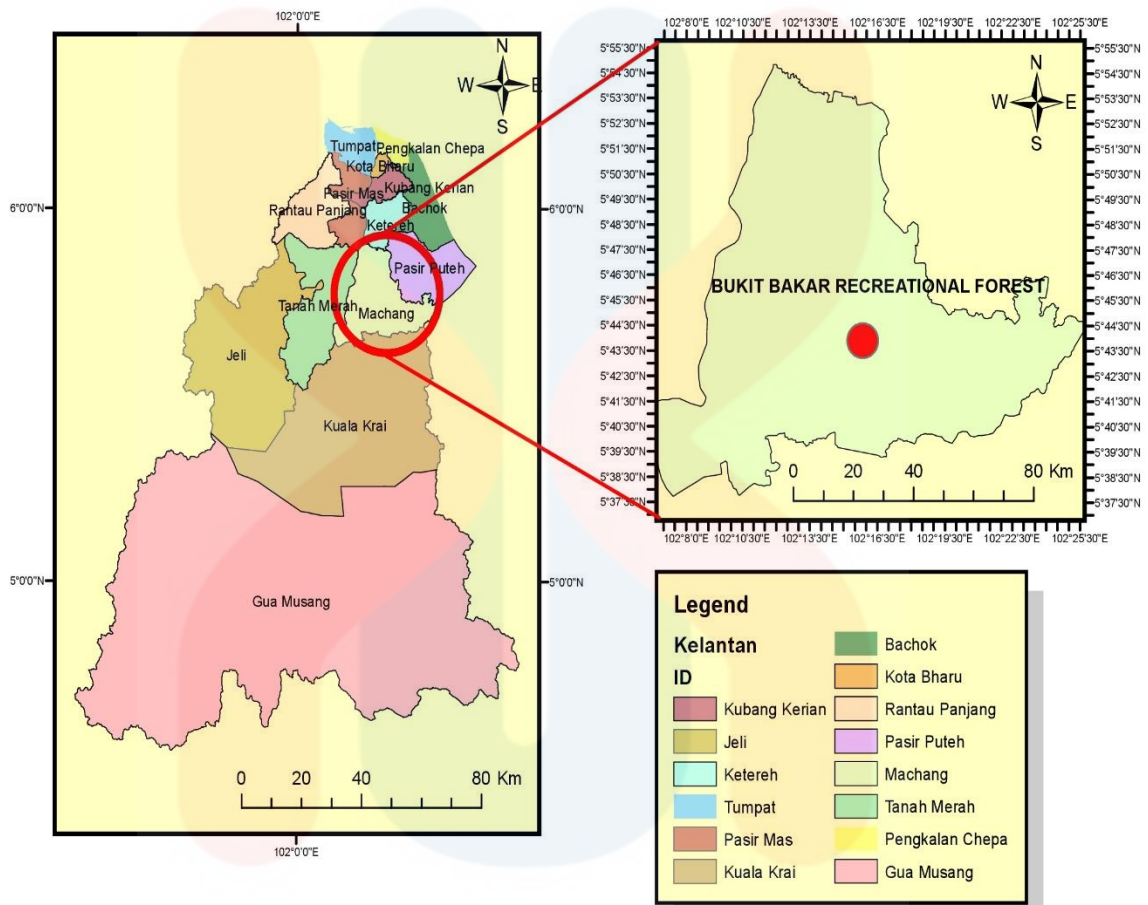 102°0'0"E
N
W E
S
Tumpat
Pengkalan Chepa
Kota Bharu
Pasir Mas
Kubang Kerian
Rantau Panjang
Bachok
Ketereh
6°0'0"N
6°0'0"N
Pasir Puteh
Tanah Merah
Machang
Jeli
Kuala Krai
5°0'0"N
5°0'0"N
Gua Musang
0 20 40 80 Km
102°0'0"E
102°8'0"E 102°10'30"E 102°13'30"E 102°16'30"E 102°19'30"E 102°22'30"E 102°25'30"E
5°55'30"N 5°55'30"N
5°54'30"N 5°54'30"N
5°53'30"N 5°53'30"N
5°52'30"N 5°52'30"N
5°51'30"N 5°51'30"N
5°50'30"N 5°50'30"N
5°49'30"N 5°49'30"N
5°48'30"N 5°48'30"N
5°47'30"N 5°47'30"N
5°46'30"N 5°46'30"N
5°45'30"N 5°45'30"N
5°44'30"N 5°44'30"N
5°43'30"N 5°43'30"N
5°42'30"N 5°42'30"N
5°41'30"N 5°41'30"N
5°40'30"N 5°40'30"N
5°39'30"N 5°39'30"N
5°38'30"N 5°38'30"N
5°37'30"N 5°37'30"N
N
W E
S
BUKIT BAKAR RECREATIONAL FOREST
0 20 40 80 Km
102°8'0"E 102°10'30"E 102°13'30"E 102°16'30"E 102°19'30"E 102°22'30"E 102°25'30"E
Legend
Kelantan
ID
Kubang Kerian
Jeli
Ketereh
Tumpat
Pasir Mas
Kuala Krai
Bachok
Kota Bharu
Rantau Panjang
Pasir Puteh
Machang
Tanah Merah
Pengkalan Chepa
Gua Musang